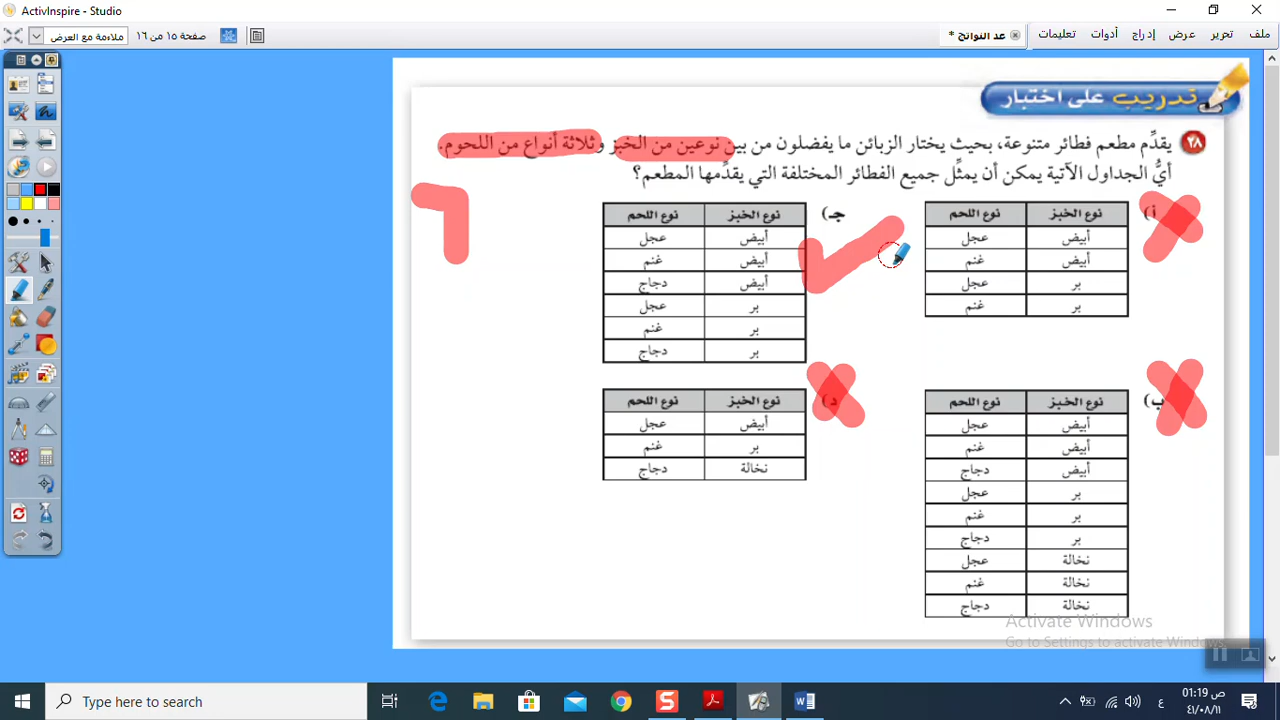 ActivInspire - Studio
ملف تحرير عرض إدراج أدوات تعليمات
عد النواتج *
صفحة ١٥ من ١٦
ملاءمة مع العرض
تدريب على اختبار
٢٨ يقدِّم مطعم فطائر متنوعة، بحيث يختار الزبائن ما يفضلون من بين نوعين من الخبز وثلاثة أنواع من اللحوم.
أيُّ الجداول الآتية يمكن أن يمثِّل جميع الفطائر المختلفة التي يقدِّمها المطعم؟
أ)
نوع الخبز نوع اللحم
أبيض عجل
أبيض غنم
بر عجل
بر غنم
ب)
نوع الخبز نوع اللحم
أبيض عجل
أبيض غنم
أبيض دجاج
بر عجل
بر غنم
بر دجاج
نخالة عجل
نخالة غنم
نخالة دجاج
جـ)
نوع الخبز نوع اللحم
أبيض عجل
أبيض غنم
أبيض دجاج
بر عجل
بر غنم
بر دجاج
د)
نوع الخبز نوع اللحم
أبيض عجل
بر غنم
نخالة دجاج
٦
Activate Windows
Go to Settings to activate Windows.
Type here to search
ع
01:19 ص
٤١/٠٨/١١